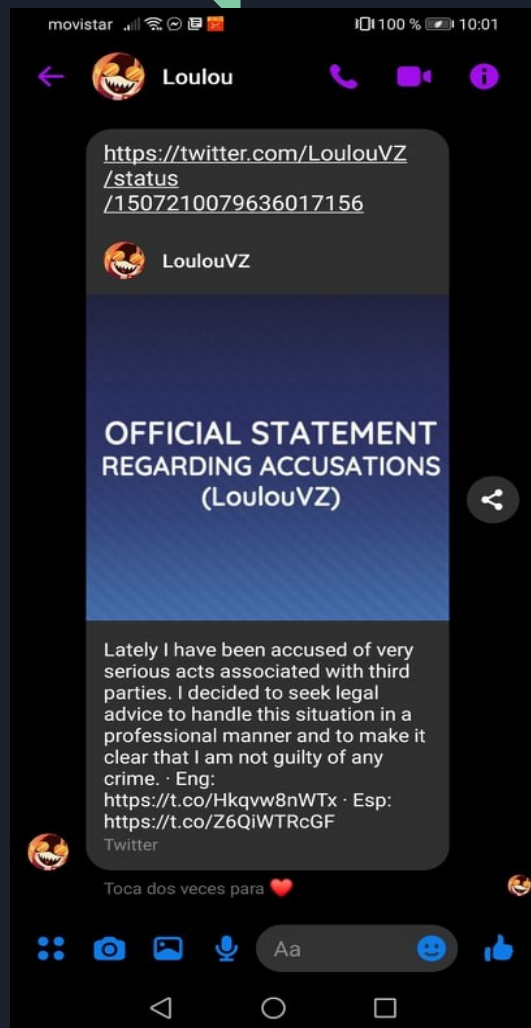 movistar 100 % 10:01
Loulou
https://twitter.com/LoulouVZ
/status
/1507210079636017156
LoulouVZ
OFFICIAL STATEMENT
REGARDING ACCUSATIONS
(LoulouVZ)
Lately I have been accused of very
serious acts associated with third
parties. I decided to seek legal
advice to handle this situation in a
professional manner and to make it
clear that I am not guilty of any
crime. · Eng:
https://t.co/Hkqvw8nWTx · Esp:
https://t.co/Z6QiWTRcGF
Twitter
Toca dos veces para ❤️
Aa